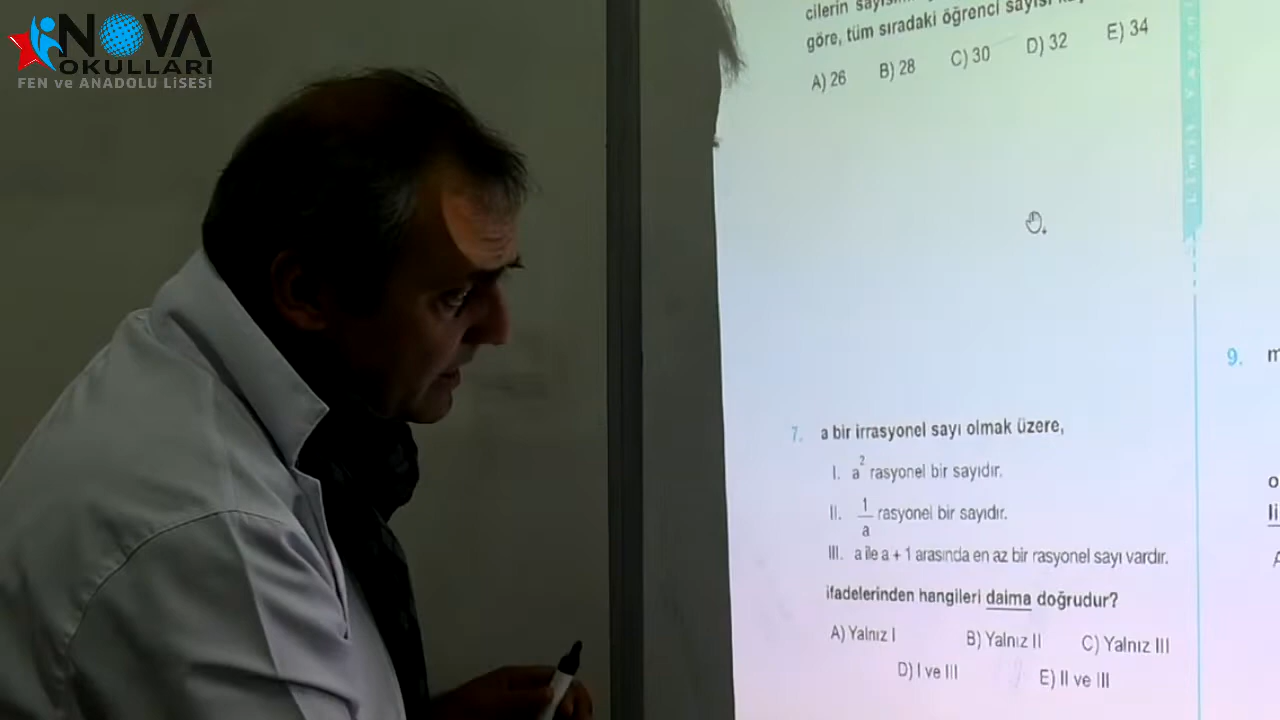 NOVA
OKULLARI
FEN ve ANADOLU LiSESi
cilerin
göre, tüm sıradaki öğrenci sayısı
A) 26 B) 28 C) 30 D) 32 E) 34
7. a bir irrasyonel sayı olmak üzere,
I. a² rasyonel bir sayıdır.
II. 1/a rasyonel bir sayıdır.
III. a ile a + 1 arasında en az bir rasyonel sayı vardır.
ifadelerinden hangileri daima doğrudur?
A) Yalnız I B) Yalnız II C) Yalnız III
D) I ve III E) II ve III
9. m
o
li